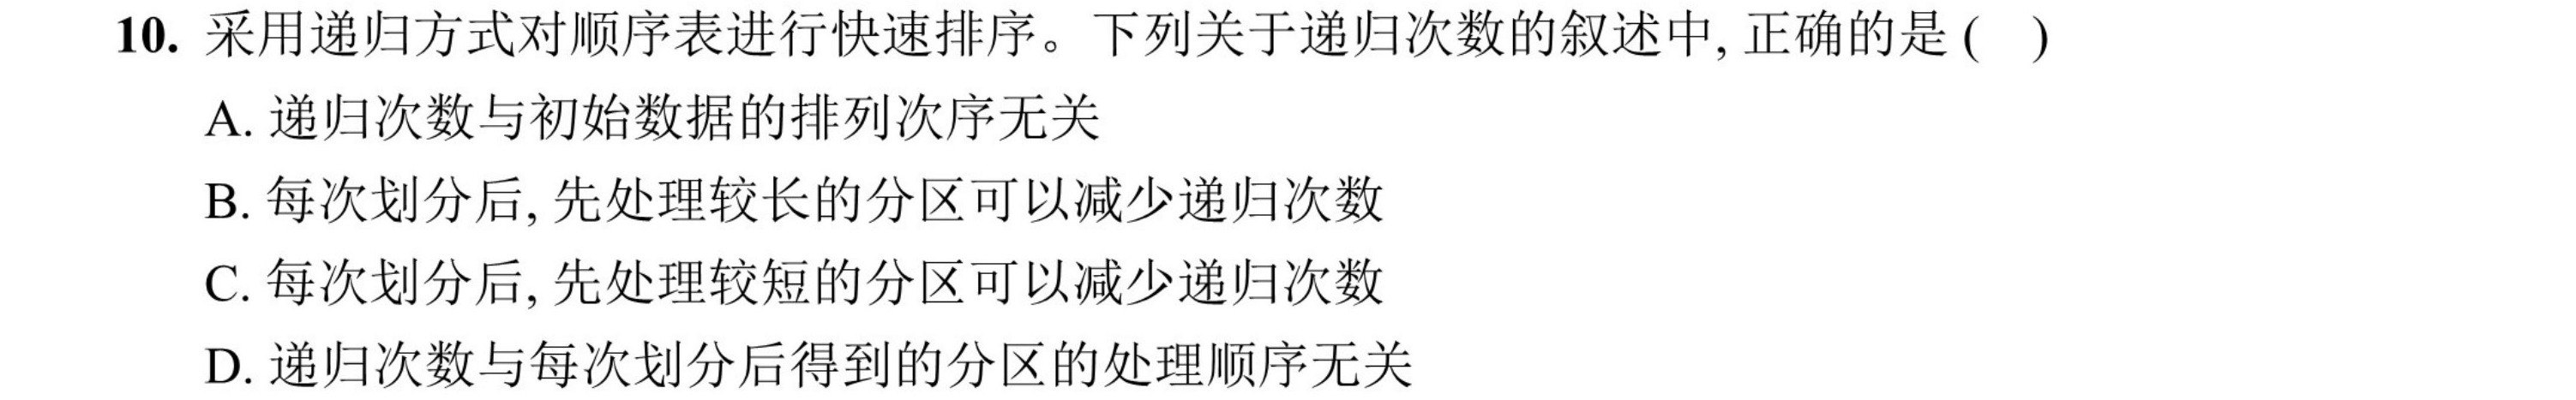 10. 采用递归方式对顺序表进行快速排序。下列关于递归次数的叙述中, 正确的是 (   )
A. 递归次数与初始数据的排列次序无关
B. 每次划分后, 先处理较长的分区可以减少递归次数
C. 每次划分后, 先处理较短的分区可以减少递归次数
D. 递归次数与每次划分后得到的分区的处理顺序无关